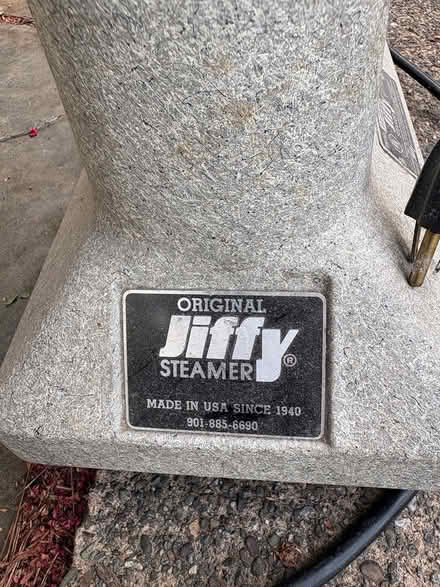 ORIGINAL
Jiffy®
STEAMER
MADE IN USA SINCE 1940
901-885-6690